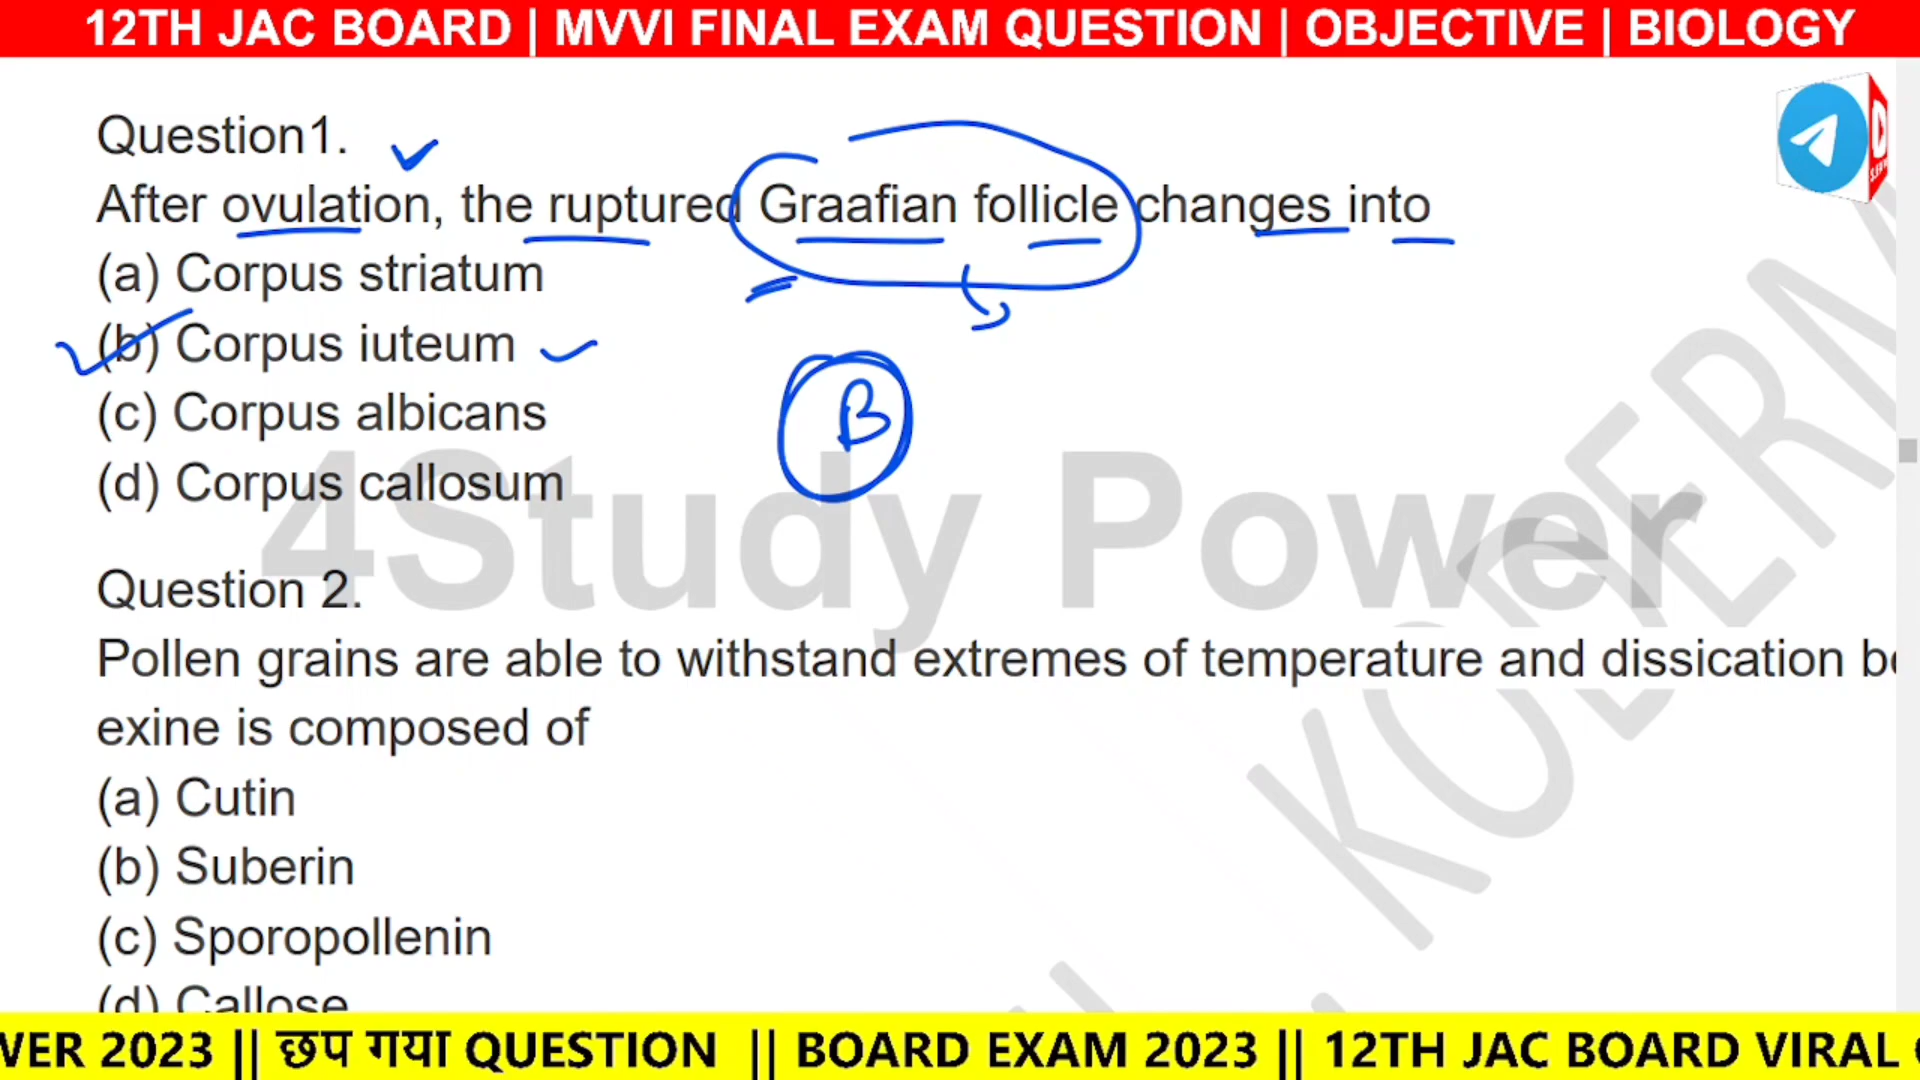 12TH JAC BOARD | MVVI FINAL EXAM QUESTION | OBJECTIVE | BIOLOGY
Question1.
After ovulation, the ruptured Graafian follicle changes into
(a) Corpus striatum
(b) Corpus iuteum
(c) Corpus albicans
B
(d) Corpus callosum
4Study Power
Question 2.
Pollen grains are able to withstand extremes of temperature and dissication
exine is composed of
(a) Cutin
(b) Suberin
(c) Sporopollenin
(d) Callose
WER 2023 || छप गया QUESTION || BOARD EXAM 2023 || 12TH JAC BOARD VIRAL